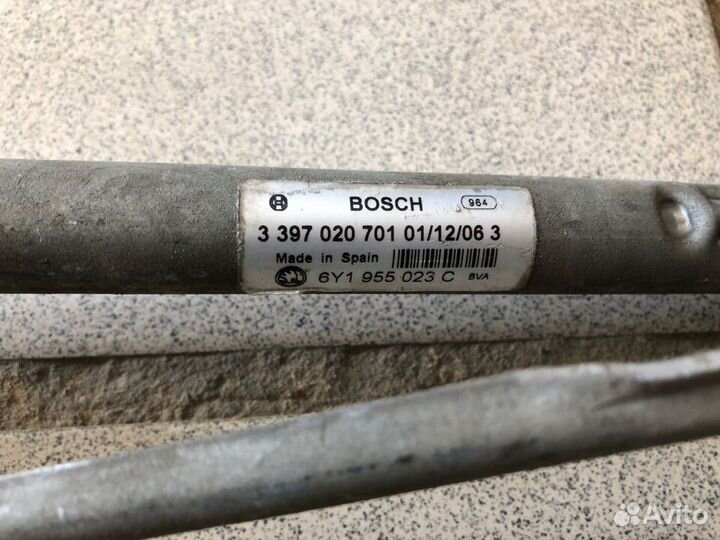 BOSCH 964
3 397 020 701 01/12/06 3
Made in Spain
6Y1 955 023 C BVA
Avito